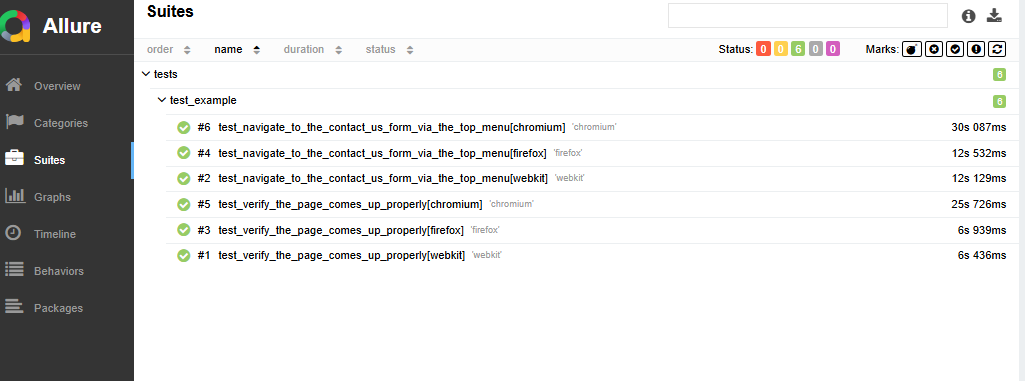 Allure
Overview
Categories
Suites
Graphs
Timeline
Behaviors
Packages
Suites
order name duration status Status: 0 0 6 0 0 Marks:
tests 6
test_example 6
#6 test_navigate_to_the_contact_us_form_via_the_top_menu[chromium] 'chromium' 30s 087ms
#4 test_navigate_to_the_contact_us_form_via_the_top_menu[firefox] 'firefox' 12s 532ms
#2 test_navigate_to_the_contact_us_form_via_the_top_menu[webkit] 'webkit' 12s 129ms
#5 test_verify_the_page_comes_up_properly[chromium] 'chromium' 25s 726ms
#3 test_verify_the_page_comes_up_properly[firefox] 'firefox' 6s 939ms
#1 test_verify_the_page_comes_up_properly[webkit] 'webkit' 6s 436ms